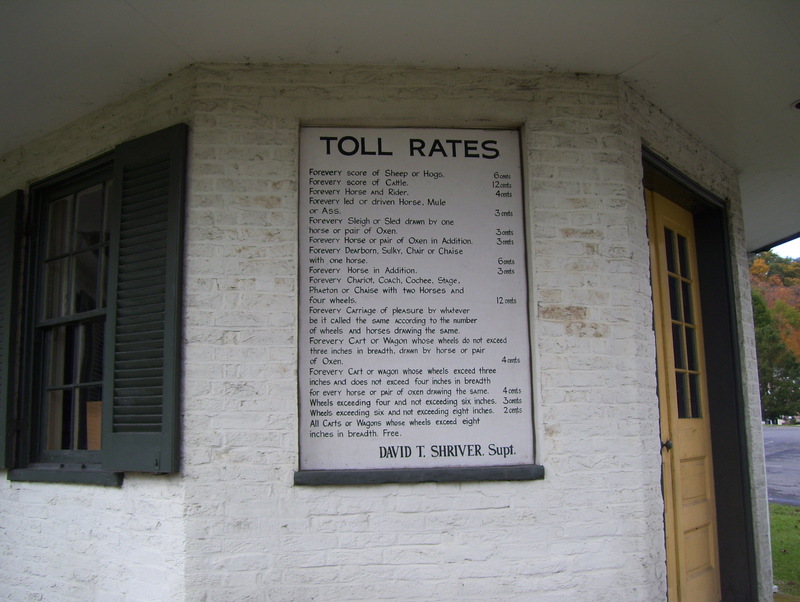 TOLL RATES
Forevery score of Sheep or Hogs. 6 cents
Forevery score of Cattle. 12 cents
Forevery Horse and Rider. 4 cents
Forevery led or driven Horse, Mule
or Ass. 3 cents
Forevery Sleigh or Sled drawn by one
horse or pair of Oxen. 3 cents
Forevery Horse or pair of Oxen in Addition. 3 cents
Forevery Dearborn, Sulky, Chair or Chaise
with one horse. 6 cents
Forevery Horse in Addition. 3 cents
Forevery Chariot, Coach, Cochee, Stage,
Phaeton or Chaise with two Horses and
four wheels. 12 cents
Forevery Carriage of pleasure by whatever
be it called the same according to the number
of wheels and horses drawing the same.
Forevery Cart or Wagon whose wheels do not exceed
three inches in breadth, drawn by horse or pair
of Oxen. 4 cents
Forevery Cart or wagon whose wheels exceed three
inches and does not exceed four inches in breadth
for every horse or pair of oxen drawing the same. 4 cents
Wheels exceeding four and not exceeding six inches. 3 cents
Wheels exceeding six and not exceeding eight inches. 2 cents
All Carts or Wagons whose wheels exceed eight
inches in breadth. Free.
DAVID T. SHRIVER. Supt.